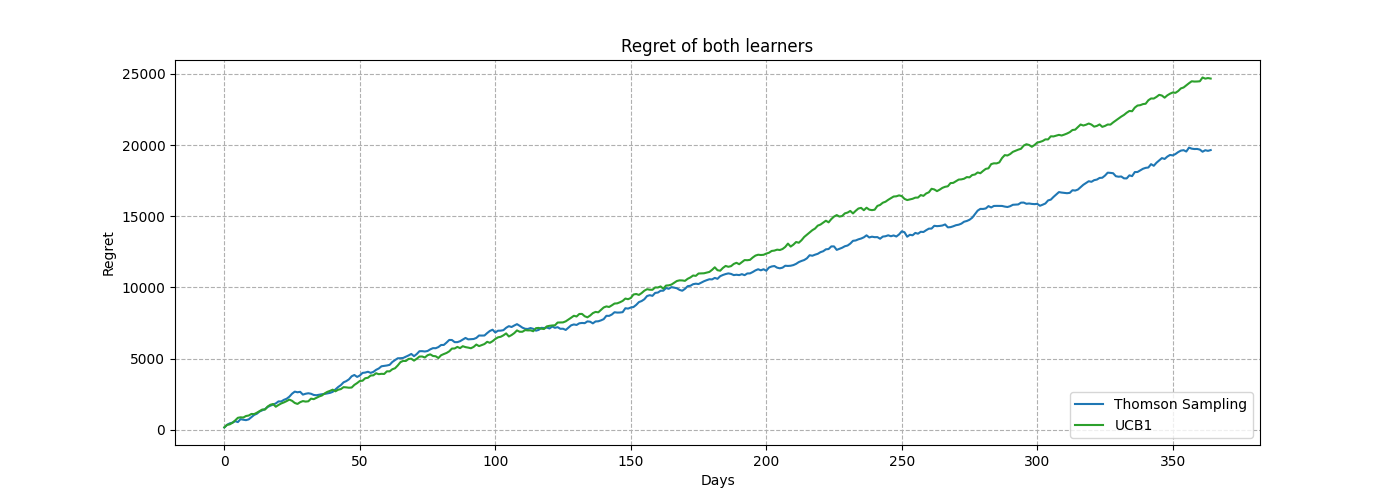 Regret of both learners
25000
20000
15000
10000
5000
0
Regret
0 50 100 150 200 250 300 350
Days
Thomson Sampling
UCB1